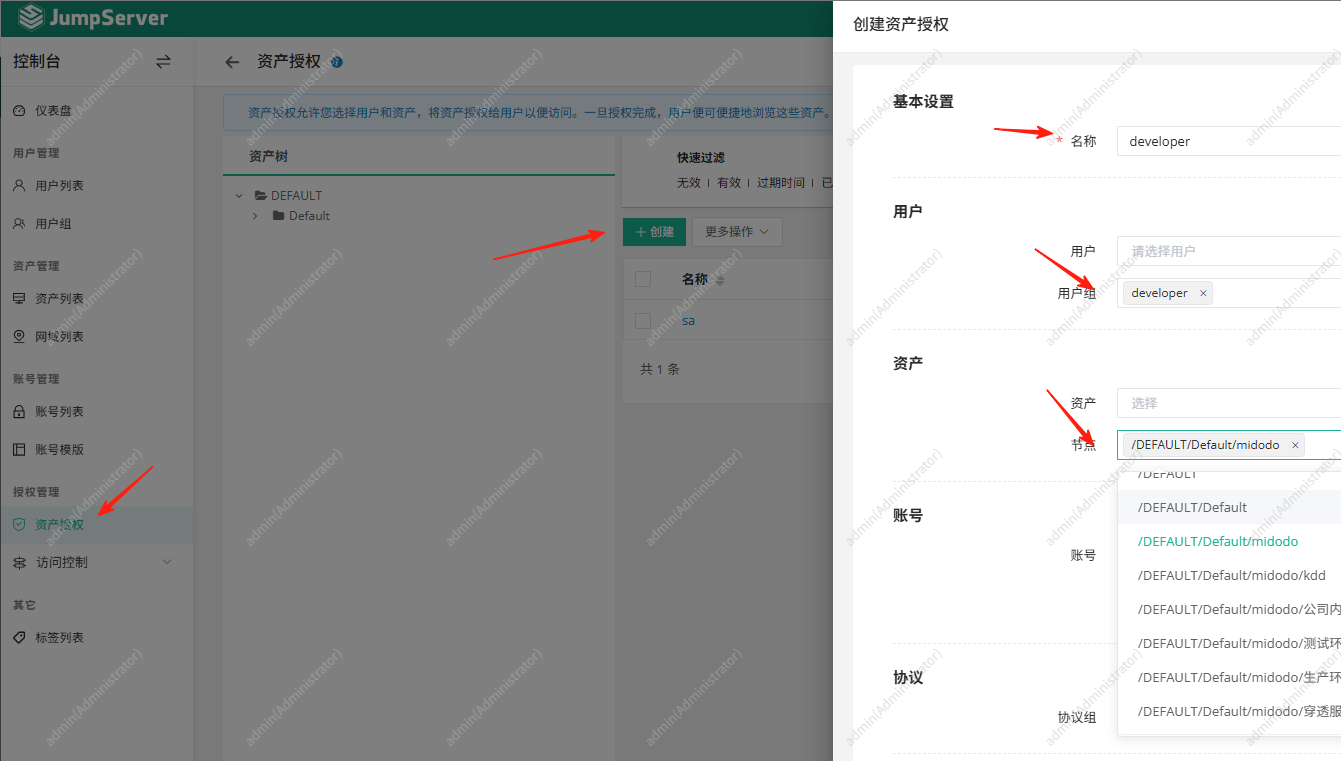 JumpServer
控制台
仪表盘
用户管理
用户列表
用户组
资产管理
资产列表
网域列表
账号管理
账号列表
账号模版
授权管理
资产授权
访问控制
其它
标签列表
资产授权
资产授权允许您选择用户和资产，将资产授权给用户以便访问。一旦授权完成，用户便可便捷地浏览这些资产。
资产树
DEFAULT
Default
快速过滤
无效 | 有效 | 过期时间 | 已
创建
更多操作
名称
sa
共 1 条
创建资产授权
基本设置
* 名称
developer
用户
用户
请选择用户
用户组
developer ×
资产
资产
选择
节点
/DEFAULT/Default/midodo ×
/DEFAULT
/DEFAULT/Default
/DEFAULT/Default/midodo
/DEFAULT/Default/midodo/kdd
/DEFAULT/Default/midodo/公司内
/DEFAULT/Default/midodo/测试环
/DEFAULT/Default/midodo/生产环
/DEFAULT/Default/midodo/穿透服
账号
账号
协议
协议组
admin(Administrator)